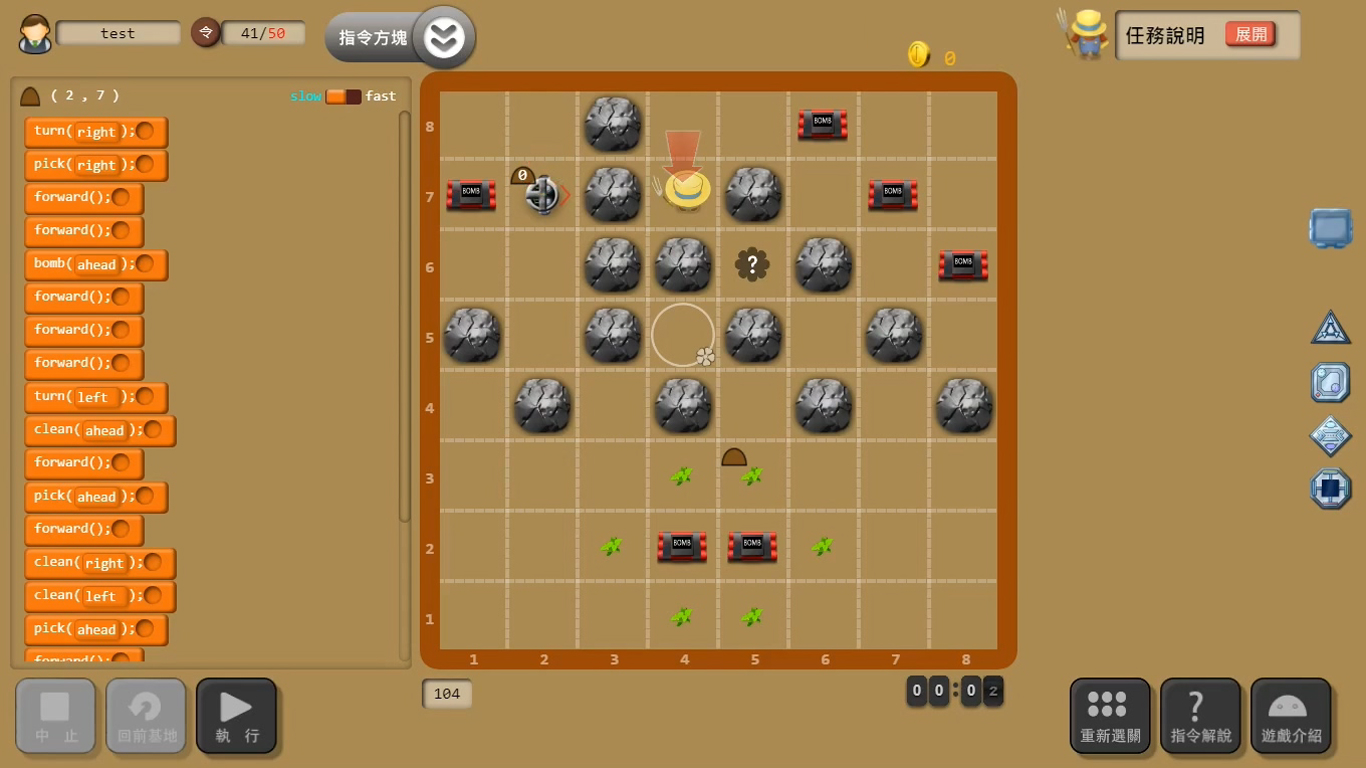 test
令
41/50
指令方塊
0
任務說明
展開
( 2 , 7 )
slow
fast
turn( right );
pick( right );
forward();
forward();
bomb( ahead );
forward();
forward();
forward();
turn( left );
clean( ahead );
forward();
pick( ahead );
forward();
clean( right );
clean( left );
pick( ahead );
forward();
8
BOMB
7
BOMB
0
BOMB
6
?
BOMB
5
4
3
2
BOMB
BOMB
1
1 2 3 4 5 6 7 8
104
00:02
中 止
回前基地
執 行
重新選關
?
指令解說
遊戲介紹